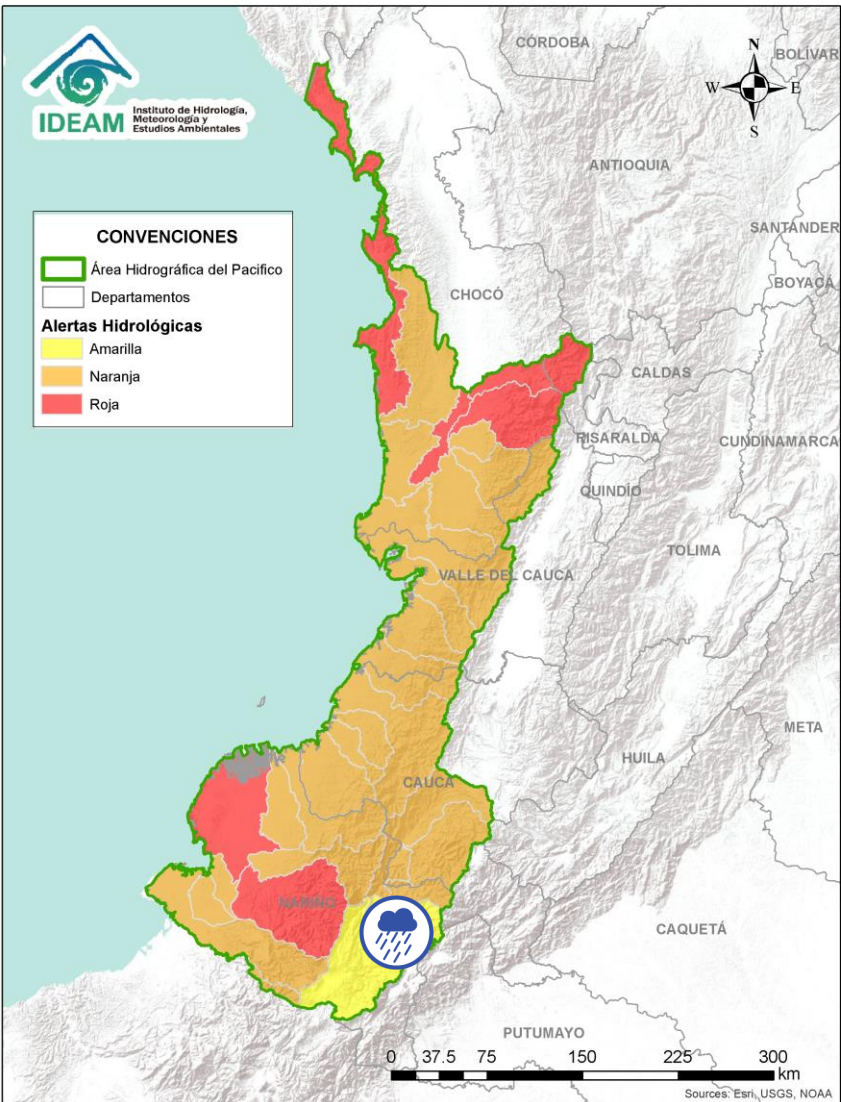 IDEAM
Instituto de Hidrología,
Meteorología y
Estudios Ambientales
N
W
E
S
CÓRDOBA
BOLIVAR
ANTIOQUIA
SANTANDER
BOYACÁ
CONVENCIONES
Área Hidrográfica del Pacifico
Departamentos
Alertas Hidrológicas
Amarilla
Naranja
Roja
CHOCÓ
CALDAS
RISARALDA
CUNDINAMARCA
QUINDÍO
TOLIMA
VALLE DEL CAUCA
META
HUILA
CAUCA
NARIÑO
CAQUETÁ
PUTUMAYO
0 37.5 75 150 225 300
km
Sources: Esri, USGS, NOAA